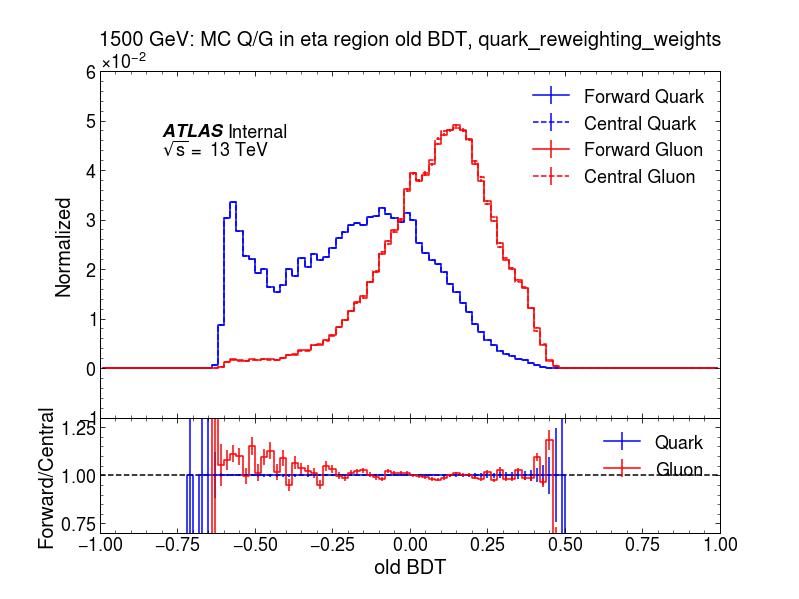 1500 GeV: MC Q/G in eta region old BDT, quark_reweighting_weights
×10⁻²
6
5
4
3
2
1
0
−1
Normalized
ATLAS Internal
√s = 13 TeV
Forward Quark
Central Quark
Forward Gluon
Central Gluon
1.25
1.00
0.75
Forward/Central
Quark
Gluon
−1.00 −0.75 −0.50 −0.25 0.00 0.25 0.50 0.75 1.00
old BDT